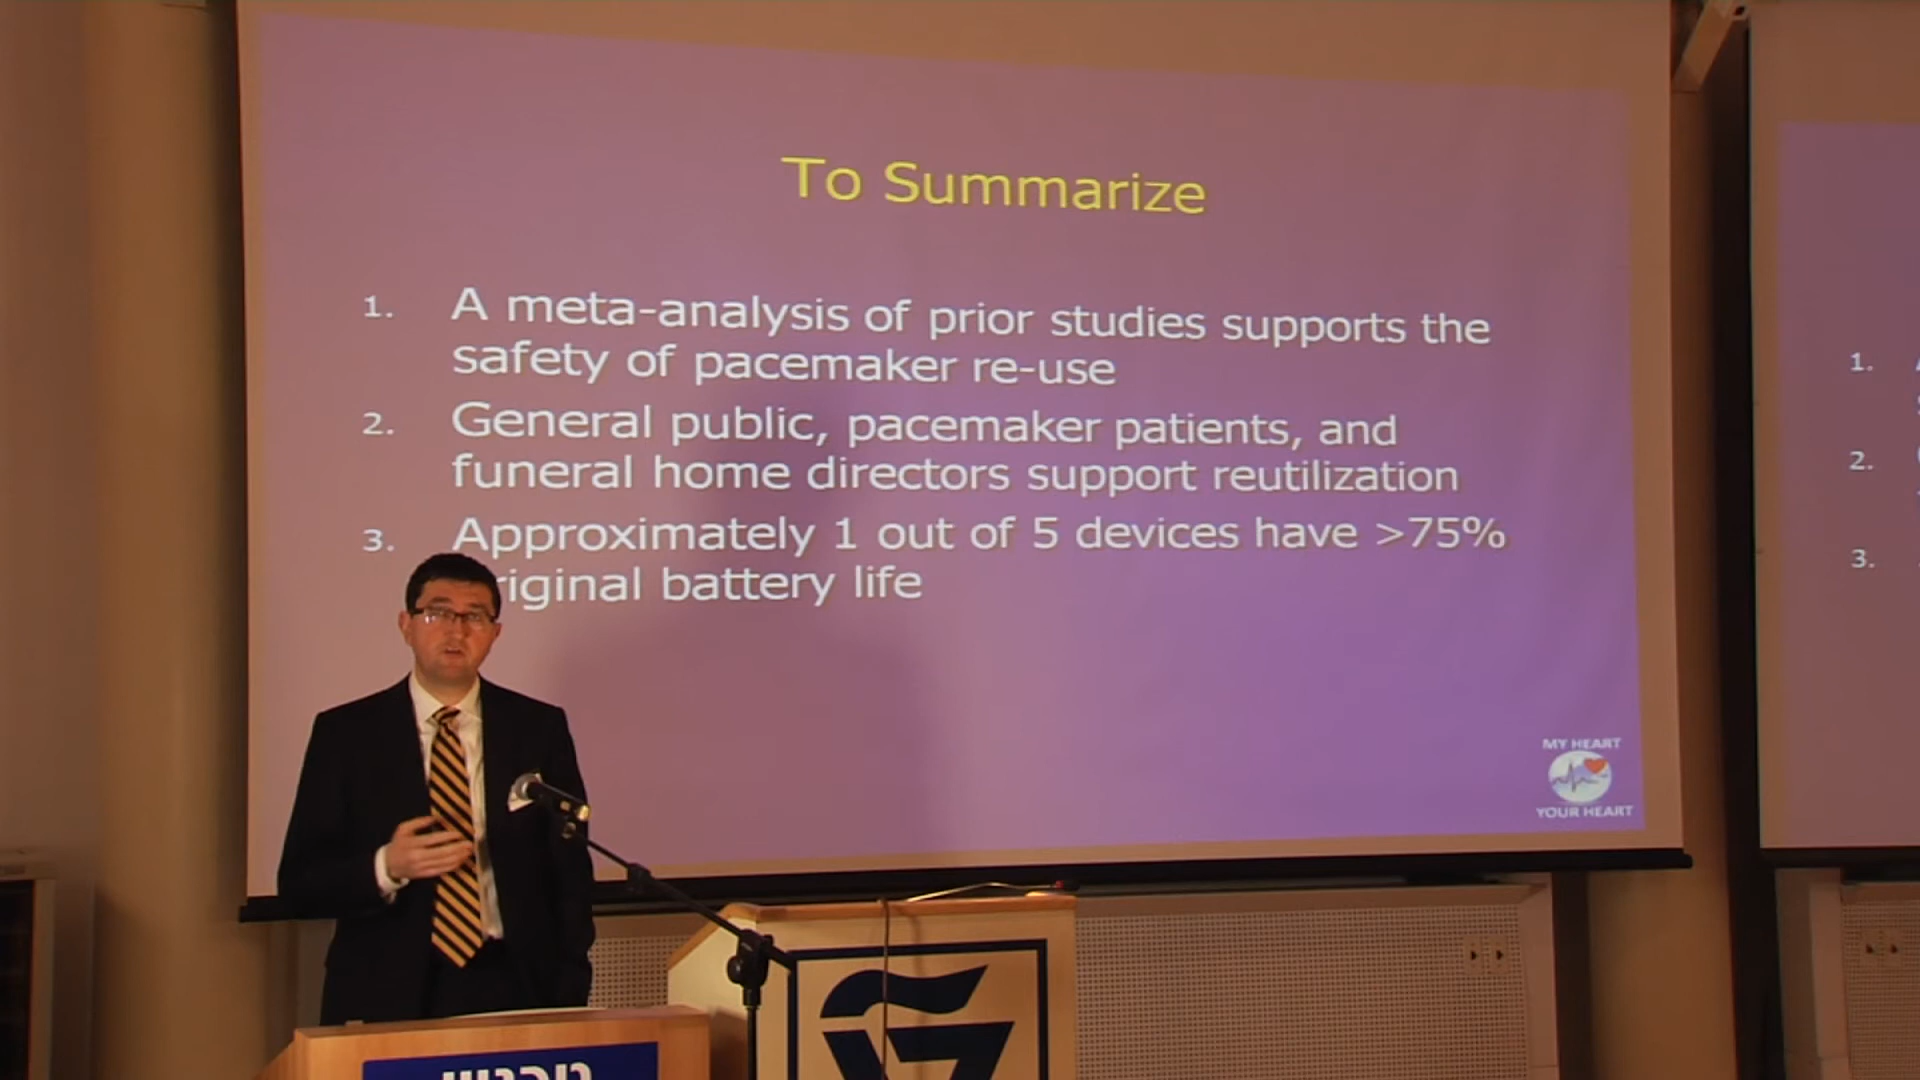 To Summarize
1. A meta-analysis of prior studies supports the
safety of pacemaker re-use
2. General public, pacemaker patients, and
funeral home directors support reutilization
3. Approximately 1 out of 5 devices have >75%
riginal battery life
MY HEART
YOUR HEART
1.
2.
3.